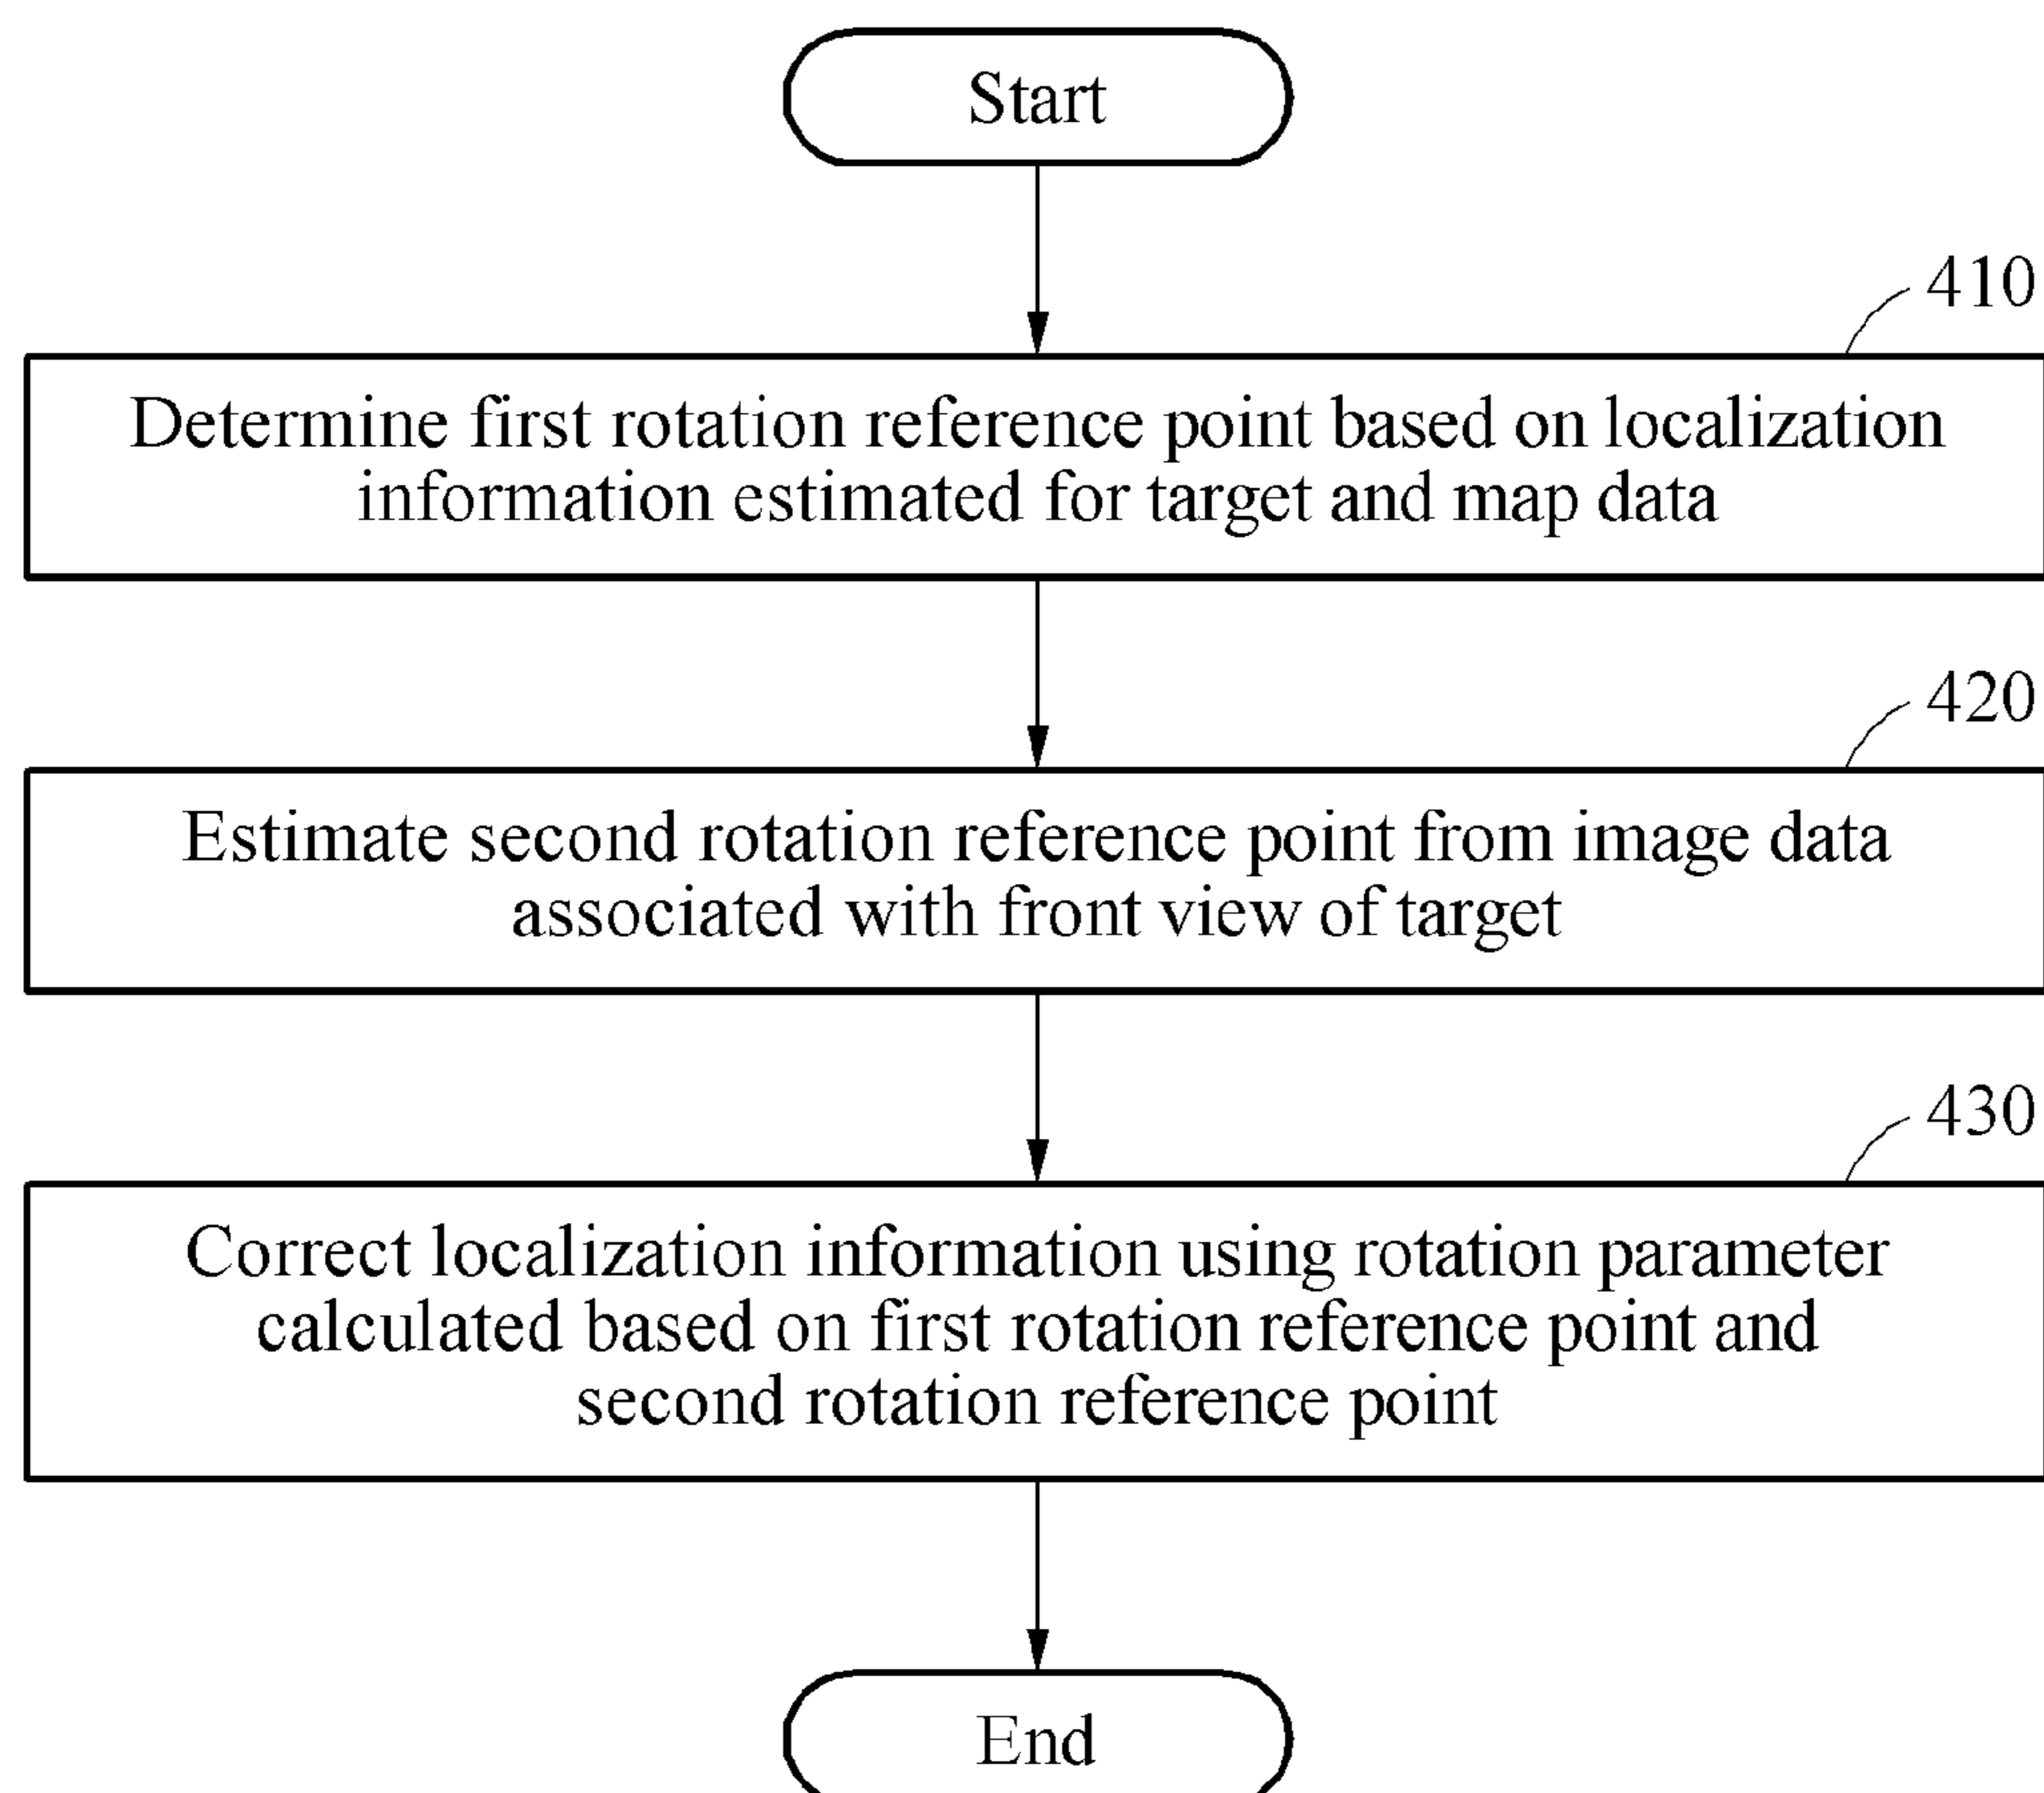 Start
410
Determine first rotation reference point based on localization
information estimated for target and map data
420
Estimate second rotation reference point from image data
associated with front view of target
430
Correct localization information using rotation parameter
calculated based on first rotation reference point and
second rotation reference point
End